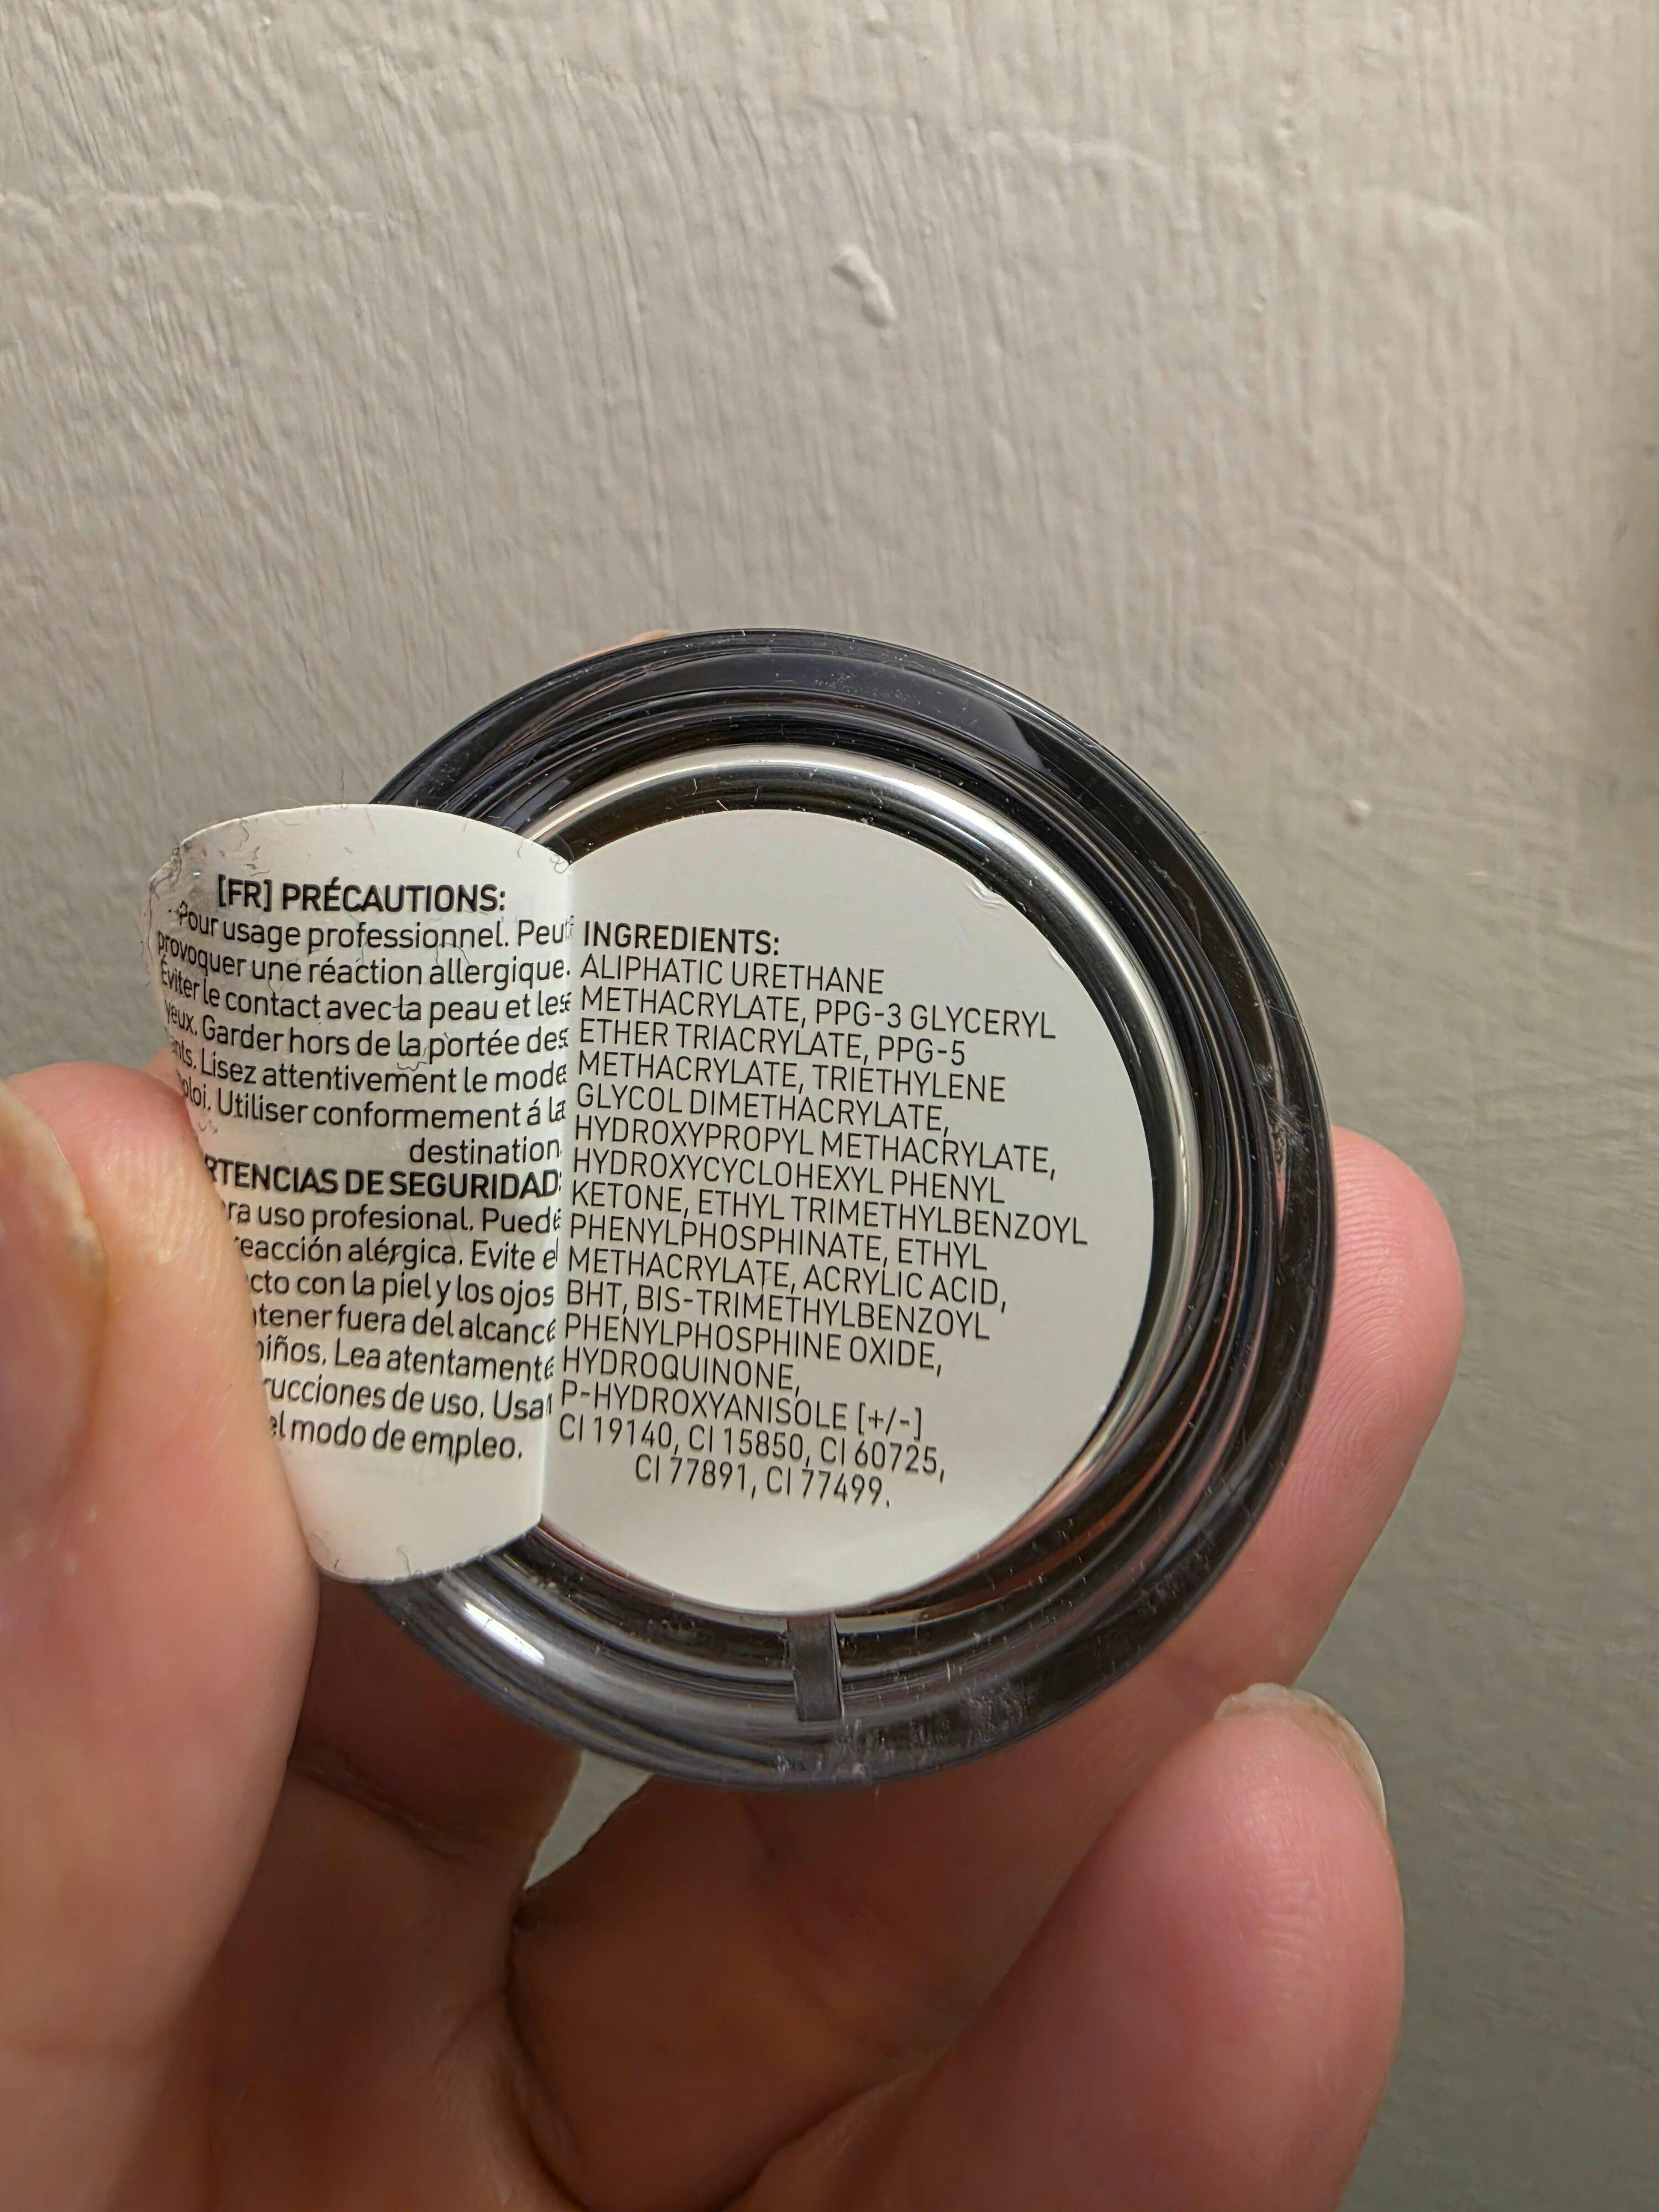 [FR] PRÉCAUTIONS:
Pour usage professionnel. Peut
provoquer une réaction allergique.
Éviter le contact avec la peau et les
yeux. Garder hors de la portée des
Lisez attentivement le mode
Utiliser conformement á la
destination.
DE SEGURIDAD:
uso profesional. Puede
alérgica. Evite el
con la piel y los ojos
fuera del alcance
Lea atentamente
de uso. Usar
el modo de empleo.
INGREDIENTS:
ALIPHATIC URETHANE
METHACRYLATE, PPG-3 GLYCERYL
ETHER TRIACRYLATE, PPG-5
METHACRYLATE, TRIETHYLENE
GLYCOL DIMETHACRYLATE,
HYDROXYPROPYL METHACRYLATE,
HYDROXYCYCLOHEXYL PHENYL
KETONE, ETHYL TRIMETHYLBENZOYL
PHENYLPHOSPHINATE, ETHYL
METHACRYLATE, ACRYLIC ACID,
BHT, BIS-TRIMETHYLBENZOYL
PHENYLPHOSPHINE OXIDE,
HYDROQUINONE,
P-HYDROXYANISOLE [+/-]
CI 19140, CI 15850, CI 60725,
CI 77891, CI 77499.